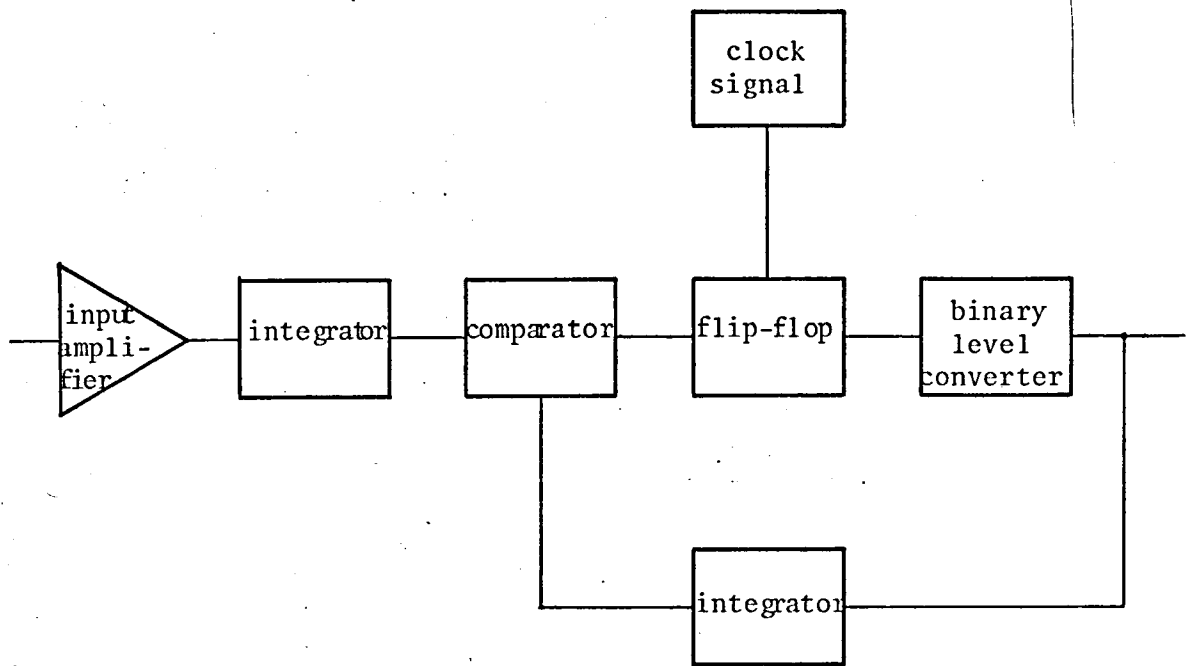 clock
signal
input
ampli-
fier
integrator
comparator
flip-flop
binary
level
converter
integrator